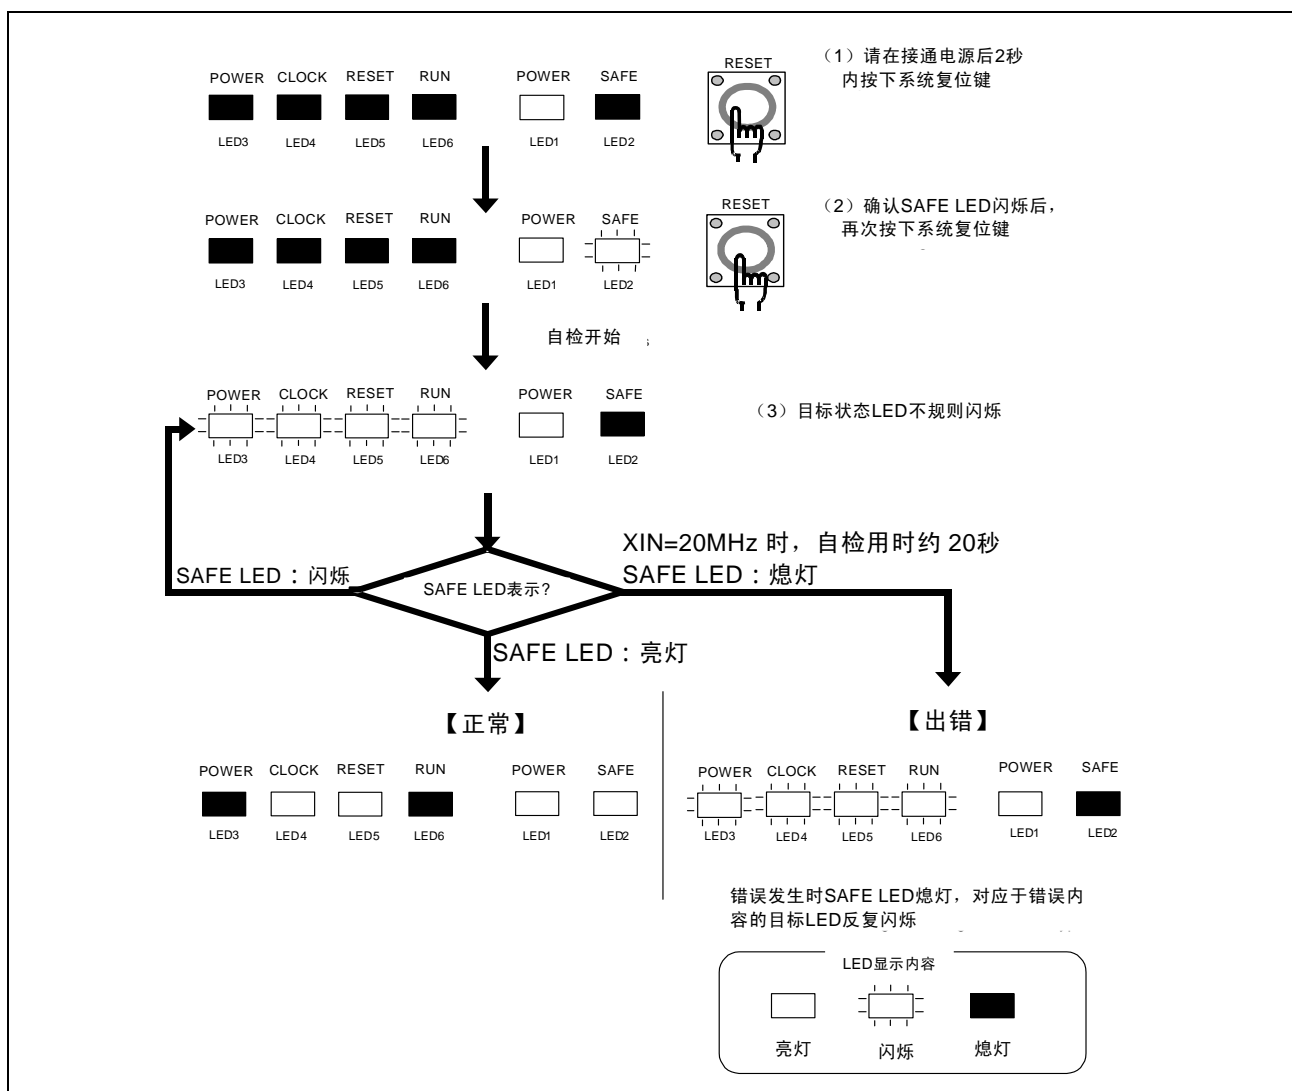 POWER CLOCK RESET RUN POWER SAFE RESET
LED3 LED4 LED5 LED6 LED1 LED2
（1）请在接通电源后2秒
内按下系统复位键
POWER CLOCK RESET RUN POWER SAFE RESET
LED3 LED4 LED5 LED6 LED1 LED2
（2）确认SAFE LED闪烁后，
再次按下系统复位键
自检开始
POWER CLOCK RESET RUN POWER SAFE
LED3 LED4 LED5 LED6 LED1 LED2
（3）目标状态LED不规则闪烁
XIN=20MHz 时，自检用时约 20秒
SAFE LED：熄灯
SAFE LED：闪烁
SAFE LED表示?
SAFE LED：亮灯
【正常】
POWER CLOCK RESET RUN POWER SAFE
LED3 LED4 LED5 LED6 LED1 LED2
【出错】
POWER CLOCK RESET RUN POWER SAFE
LED3 LED4 LED5 LED6 LED1 LED2
错误发生时SAFE LED熄灯，对应于错误内
容的目标LED反复闪烁
LED显示内容
亮灯 闪烁 熄灯